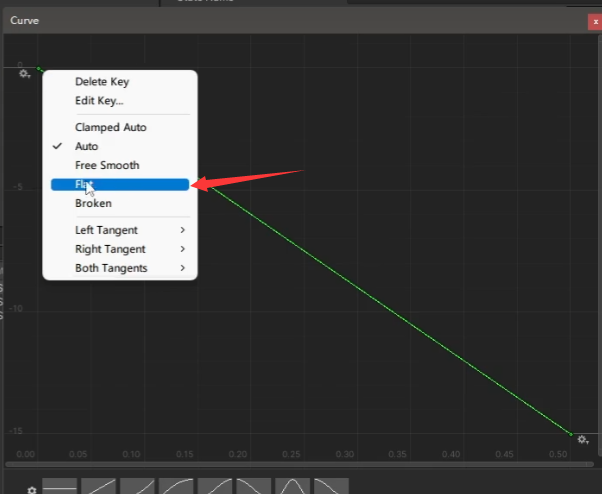 Curve
x
0
Delete Key
Edit Key...
Clamped Auto
Auto
Free Smooth
Flat
Broken
Left Tangent
Right Tangent
Both Tangents
-5
-10
-15
0.00 0.05 0.10 0.15 0.20 0.25 0.30 0.35 0.40 0.45 0.50